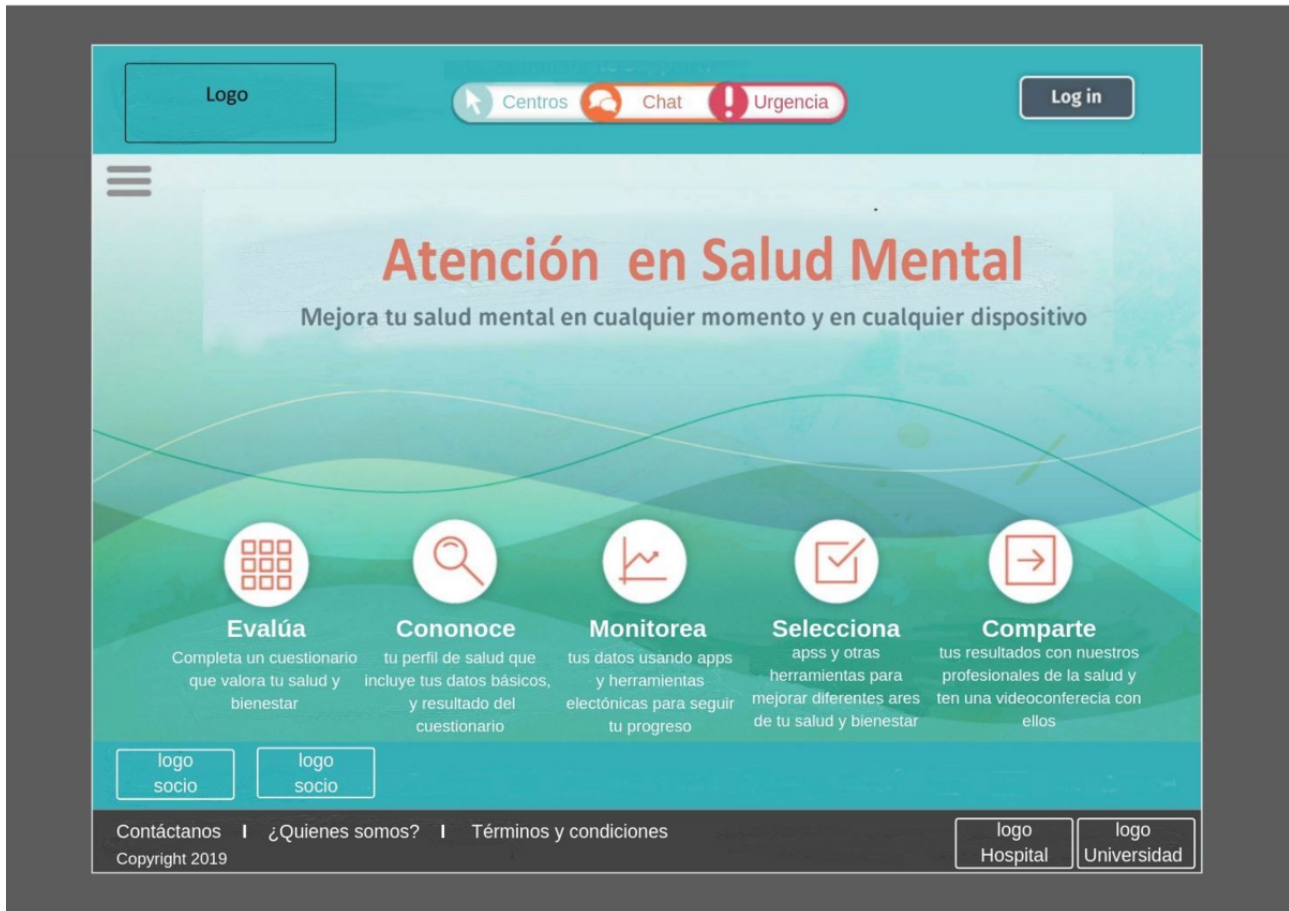 Logo
Centros
Chat
Urgencia
Log in
Atención en Salud Mental
Mejora tu salud mental en cualquier momento y en cualquier dispositivo
Evalúa
Completa un cuestionario
que valora tu salud y
bienestar
Cononoce
tu perfil de salud que
incluye tus datos básicos,
y resultado del
cuestionario
Monitorea
tus datos usando apps
y herramientas
electónicas para seguir
tu progreso
Selecciona
apss y otras
herramientas para
mejorar diferentes ares
de tu salud y bienestar
Comparte
tus resultados con nuestros
profesionales de la salud y
ten una videoconferecia con
ellos
logo
socio
logo
socio
Contáctanos I ¿Quienes somos? I Términos y condiciones
Copyright 2019
logo
Hospital
logo
Universidad